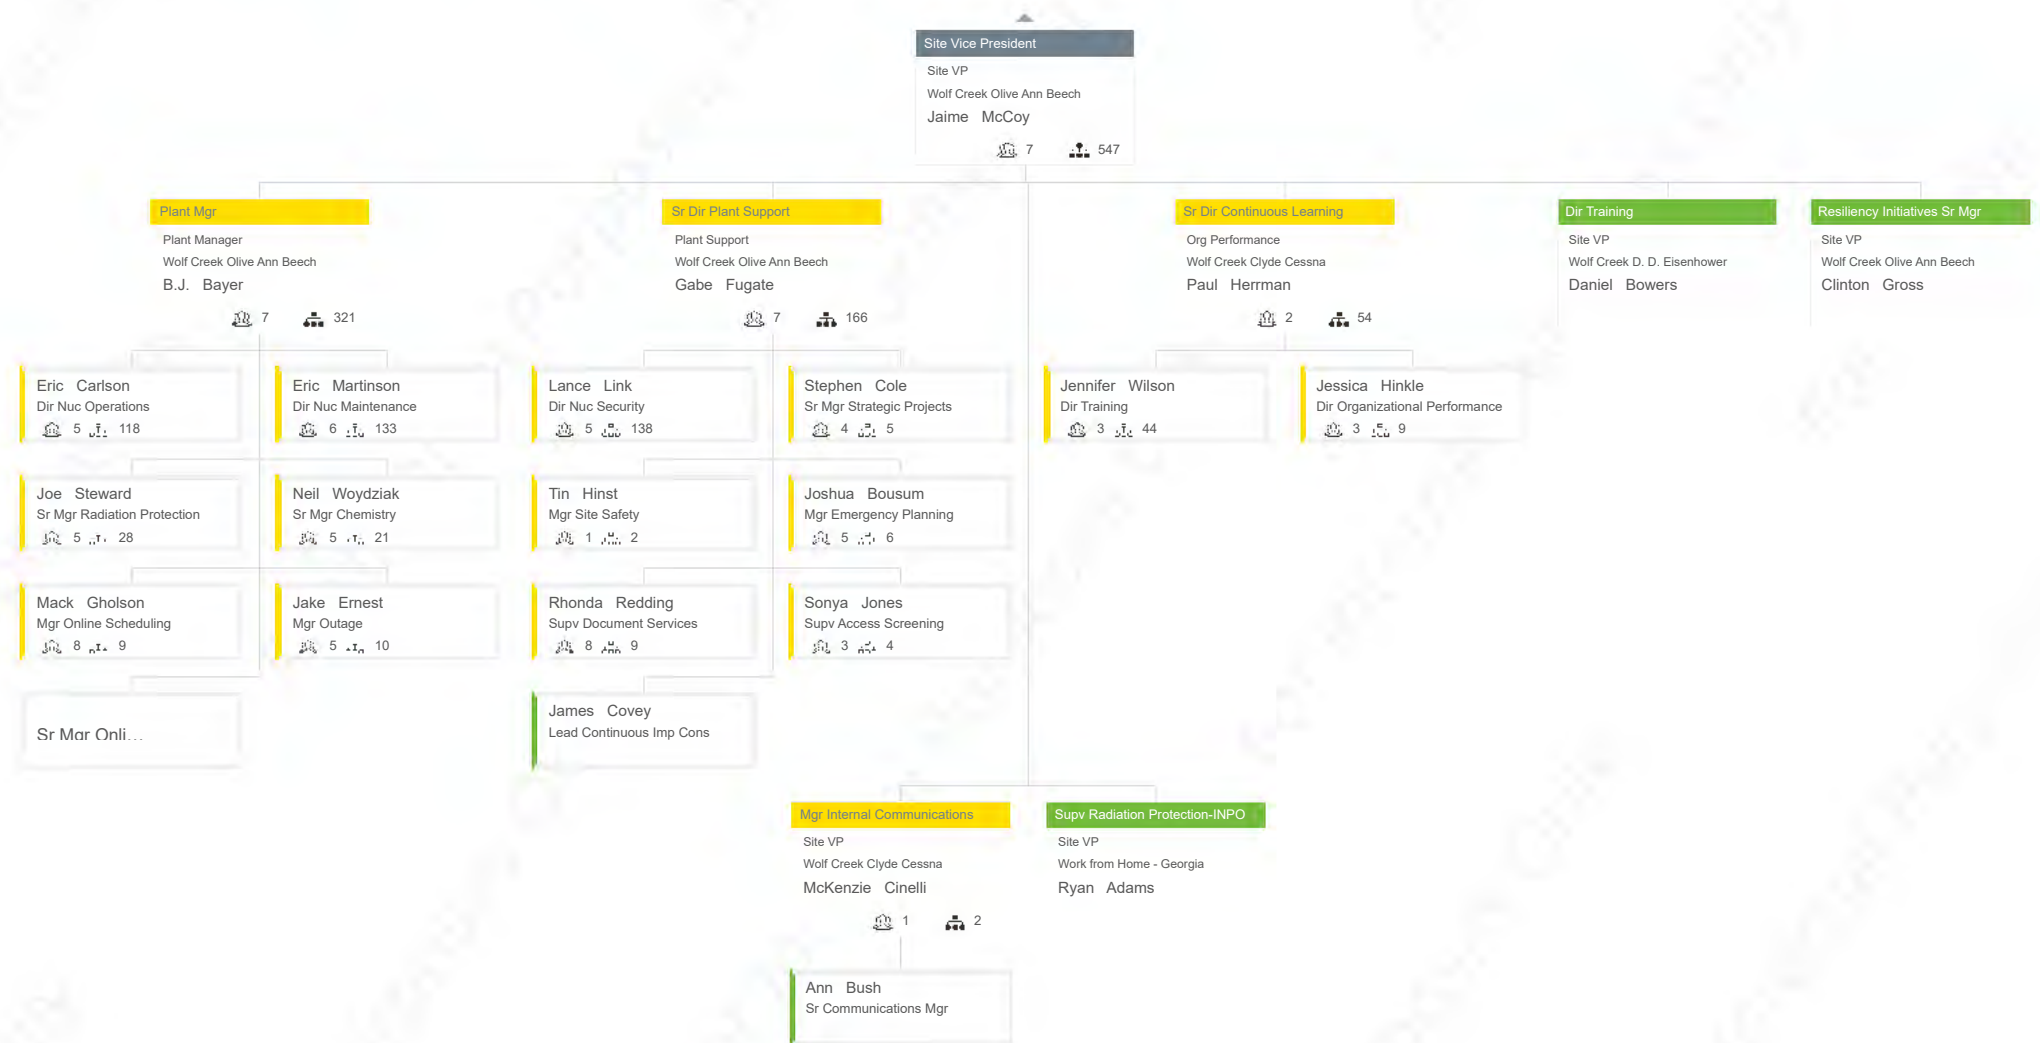 Site Vice President
Site VP
Wolf Creek Olive Ann Beech
Jaime McCoy
7 547
Plant Mgr
Plant Manager
Wolf Creek Olive Ann Beech
B.J. Bayer
7 321
Sr Dir Plant Support
Plant Support
Wolf Creek Olive Ann Beech
Gabe Fugate
7 166
Sr Dir Continuous Learning
Org Performance
Wolf Creek Clyde Cessna
Paul Herrman
2 54
Dir Training
Site VP
Wolf Creek D. D. Eisenhower
Daniel Bowers
Resiliency Initiatives Sr Mgr
Site VP
Wolf Creek Olive Ann Beech
Clinton Gross
Eric Carlson
Dir Nuc Operations
5 118
Eric Martinson
Dir Nuc Maintenance
6 133
Lance Link
Dir Nuc Security
5 138
Stephen Cole
Sr Mgr Strategic Projects
4 5
Jennifer Wilson
Dir Training
3 44
Jessica Hinkle
Dir Organizational Performance
3 9
Joe Steward
Sr Mgr Radiation Protection
5 28
Neil Woydziak
Sr Mgr Chemistry
5 21
Tin Hinst
Mgr Site Safety
1 2
Joshua Bousum
Mgr Emergency Planning
5 6
Mack Gholson
Mgr Online Scheduling
8 9
Jake Ernest
Mgr Outage
5 10
Rhonda Redding
Supv Document Services
8 9
Sonya Jones
Supv Access Screening
3 4
Sr Mgr Onli…
James Covey
Lead Continuous Imp Cons
Mgr Internal Communications
Site VP
Wolf Creek Clyde Cessna
McKenzie Cinelli
1 2
Supv Radiation Protection-INPO
Site VP
Work from Home - Georgia
Ryan Adams
Ann Bush
Sr Communications Mgr